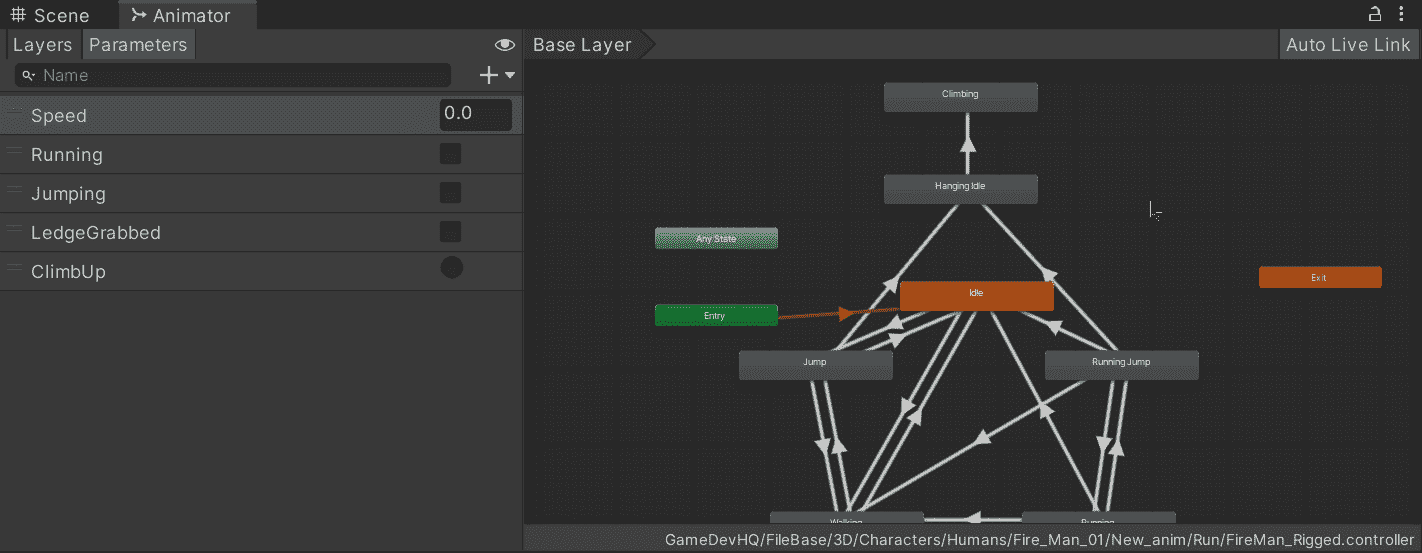 Scene
Animator
Layers
Parameters
Base Layer
Auto Live Link
Name
Speed
0.0
Running
Jumping
LedgeGrabbed
ClimbUp
Climbing
Hanging Idle
Any State
Exit
Idle
Entry
Jump
Running Jump
Walking
Running
GameDevHQ/FileBase/3D/Characters/Humans/Fire_Man_01/New_anim/Run/FireMan_Rigged.controller